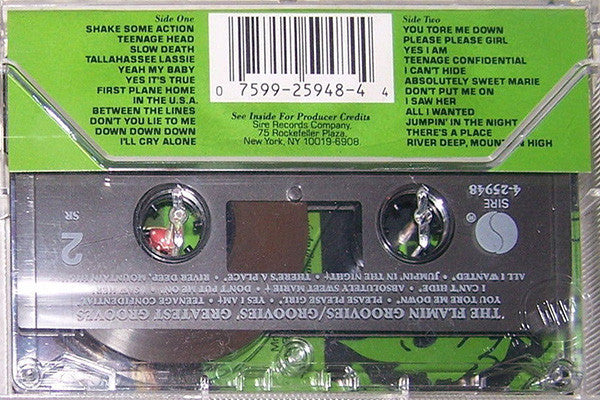 Side One
SHAKE SOME ACTION
TEENAGE HEAD
SLOW DEATH
TALLAHASSEE LASSIE
YEAH MY BABY
YES IT'S TRUE
FIRST PLANE HOME
IN THE U.S.A.
BETWEEN THE LINES
DON'T YOU LIE TO ME
DOWN DOWN DOWN
I'LL CRY ALONE
0 7599-25948-4 4
See Inside For Producer Credits
Sire Records Company,
75 Rockefeller Plaza,
New York, NY 10019-6908.
Side Two
YOU TORE ME DOWN
PLEASE PLEASE GIRL
YES I AM
TEENAGE CONFIDENTIAL
I CAN'T HIDE
ABSOLUTELY SWEET MARIE
DON'T PUT ME ON
I SAW HER
ALL I WANTED
JUMPIN' IN THE NIGHT
THERE'S A PLACE
RIVER DEEP, MOUNTAIN HIGH
SIRE
®
4-25948
2
SR
THE FLAMIN GROOVIES/GROOVIES' GREATEST GROOVIES
YOU TORE ME DOWN, PLEASE PLEASE GIRL, YES I AM† TEENAGE CONFIDENTIAL,
I CAN'T HIDE, ABSOLUTELY SWEET MARIE / DON'T PUT ME ON,
ALL I WANTED, JUMPIN' IN THE NIGHT† THERE'S A PLACE, RIVER DEEP, MOUNTAIN HIGH